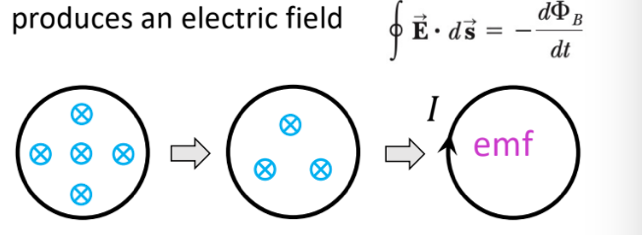 produces an electric field ∮ E⃗ · ds⃗ = − dΦ_B/dt
I
emf